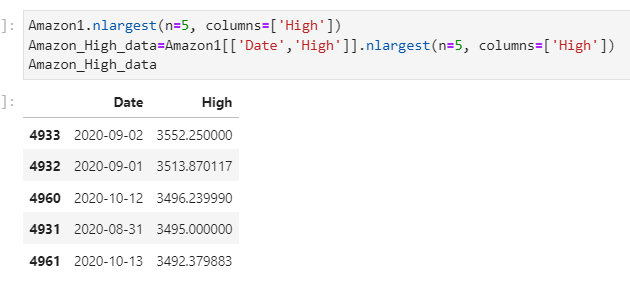 ]: Amazon1.nlargest(n=5, columns=['High'])
Amazon_High_data=Amazon1[['Date','High']].nlargest(n=5, columns=['High'])
Amazon_High_data
]:
Date High
4933 2020-09-02 3552.250000
4932 2020-09-01 3513.870117
4960 2020-10-12 3496.239990
4931 2020-08-31 3495.000000
4961 2020-10-13 3492.379883